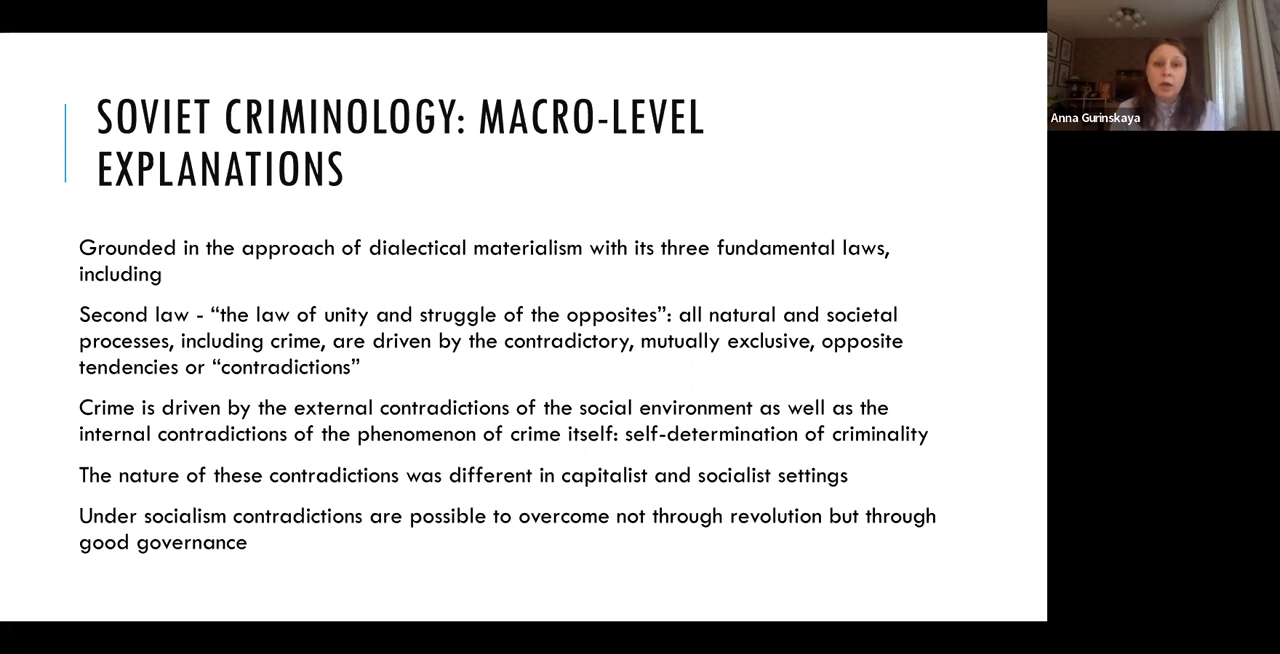 SOVIET CRIMINOLOGY: MACRO-LEVEL
EXPLANATIONS
Grounded in the approach of dialectical materialism with its three fundamental laws,
including
Second law - “the law of unity and struggle of the opposites”: all natural and societal
processes, including crime, are driven by the contradictory, mutually exclusive, opposite
tendencies or “contradictions”
Crime is driven by the external contradictions of the social environment as well as the
internal contradictions of the phenomenon of crime itself: self-determination of criminality
The nature of these contradictions was different in capitalist and socialist settings
Under socialism contradictions are possible to overcome not through revolution but through
good governance
Anna Gurinskaya